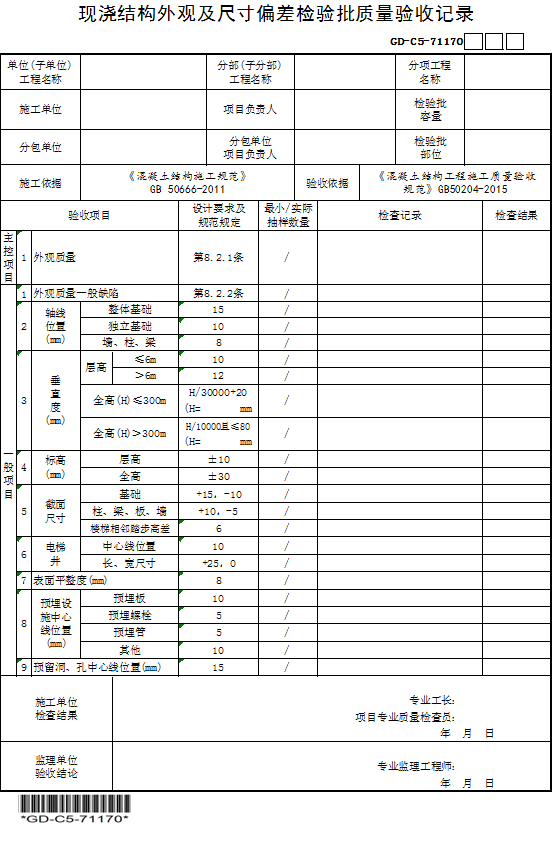 现浇结构外观及尺寸偏差检验批质量验收记录
GD-C5-71170
单位(子单位)
工程名称
分部(子分部)
工程名称
分项工程
名称
施工单位
项目负责人
检验批
容量
分包单位
分包单位
项目负责人
检验批
部位
施工依据
《混凝土结构施工规范》
GB 50666-2011
验收依据
《混凝土结构工程施工质量验收
规范》GB50204-2015
验收项目
设计要求及
规范规定
最小/实际
抽样数量
检查记录
检查结果
主控项目
1 外观质量 第8.2.1条 /
一般项目
1 外观质量一般缺陷 第8.2.2条 /
2 轴线
位置
(mm)
整体基础 15 /
独立基础 10 /
墙、柱、梁 8 /
3 垂
直
度
(mm)
层高
≤6m 10 /
>6m 12 /
全高(H)≤300m H/30000+20
(H= mm /
全高(H)>300m H/10000且≤80
(H= mm /
4 标高
(mm)
层高 ±10 /
全高 ±30 /
5 截面
尺寸
基础 +15, -10 /
柱、梁、板、墙 +10, -5 /
楼梯相邻踏步高差 6 /
6 电梯
井
中心线位置 10 /
长、宽尺寸 +25, 0 /
7 表面平整度(mm) 8 /
8 预埋设
施中心
线位置
(mm)
预埋板 10 /
预埋螺栓 5 /
预埋管 5 /
其他 10 /
9 预留洞、孔中心线位置(mm) 15 /
施工单位
检查结果
专业工长:
项目专业质量检查员:
年 月 日
监理单位
验收结论
专业监理工程师:
年 月 日
*GD-C5-71170*